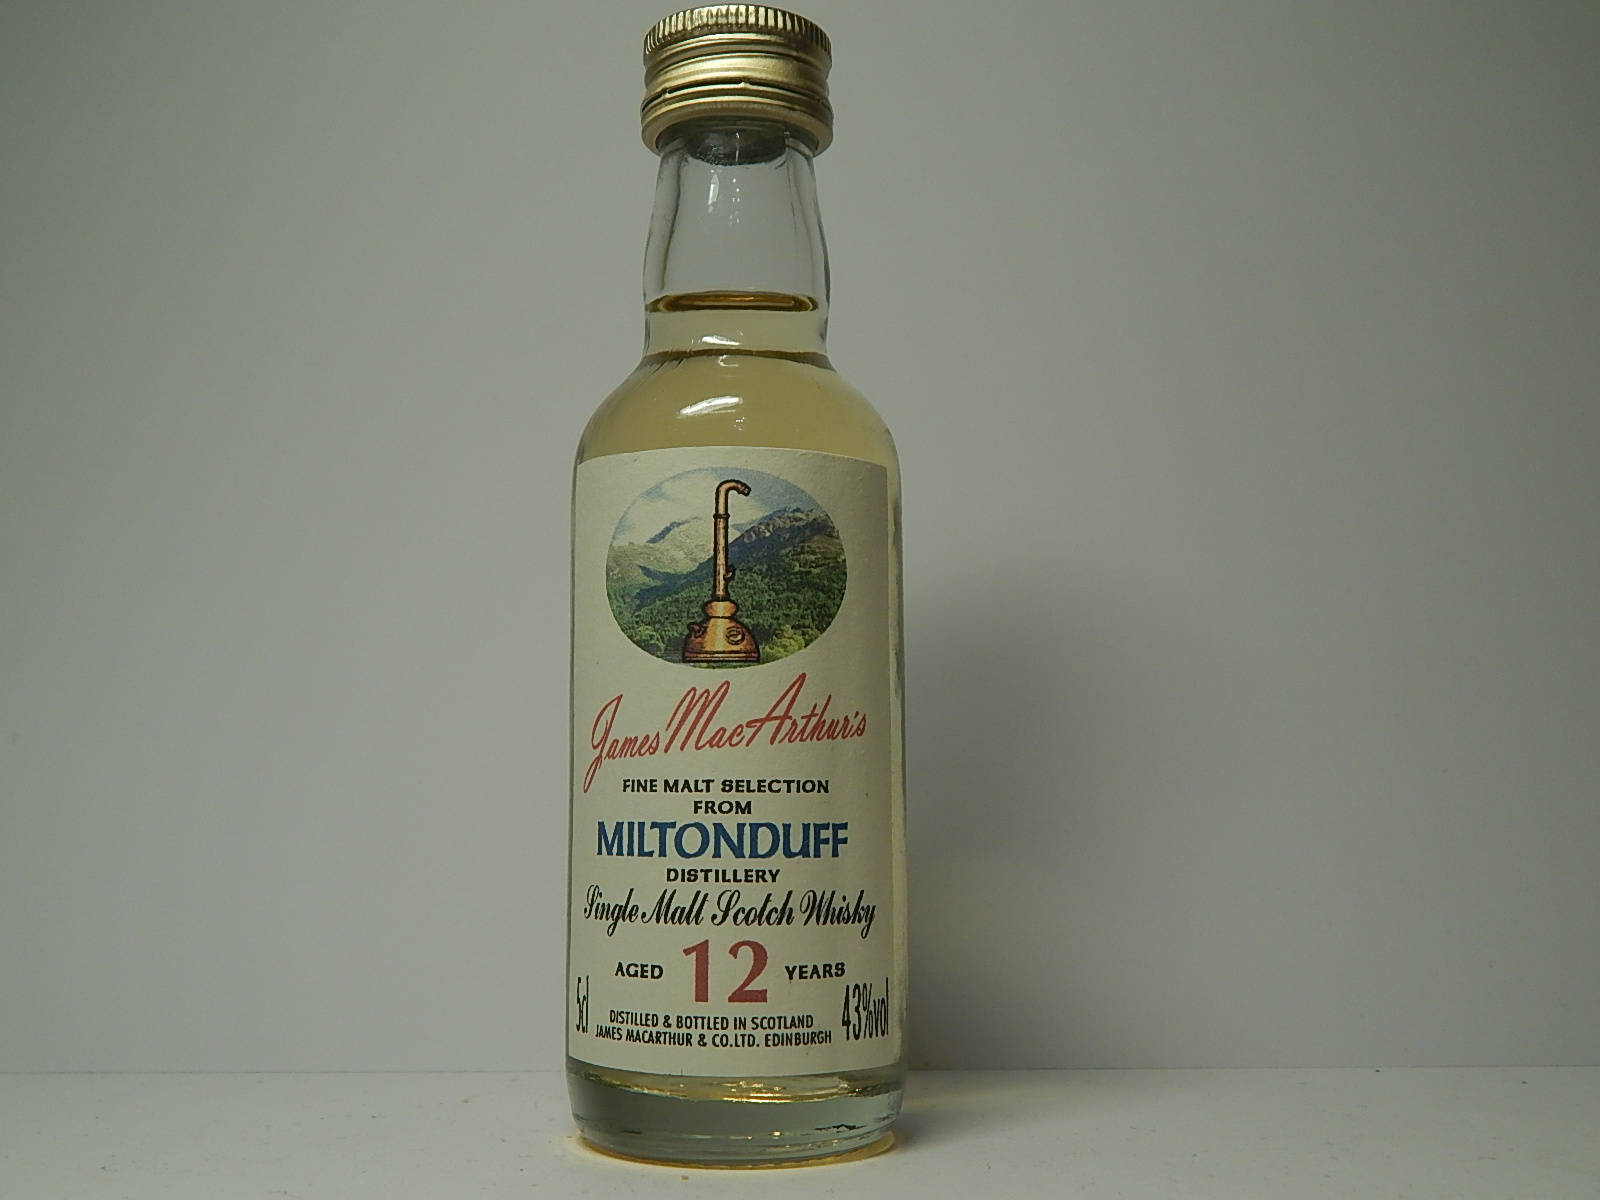 James MacArthur's
FINE MALT SELECTION
FROM
MILTONDUFF
DISTILLERY
Single Malt Scotch Whisky
AGED 12 YEARS
5cl
DISTILLED & BOTTLED IN SCOTLAND
JAMES MACARTHUR & CO.LTD. EDINBURGH
43%vol